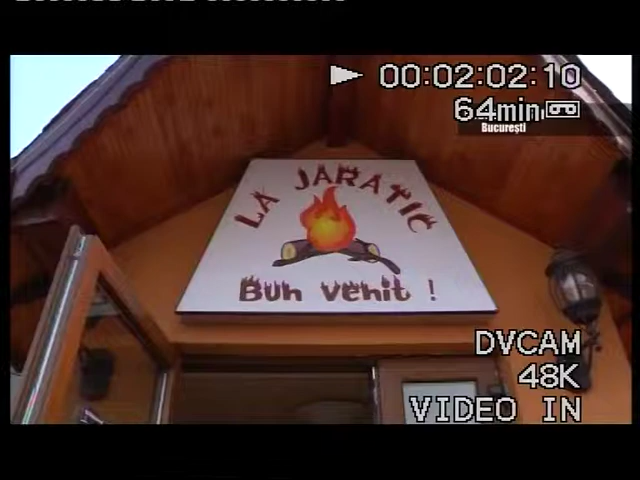 00:02:02:10
64min
București
LA JARATIC
Bun venit !
DVCAM
48K
VIDEO IN